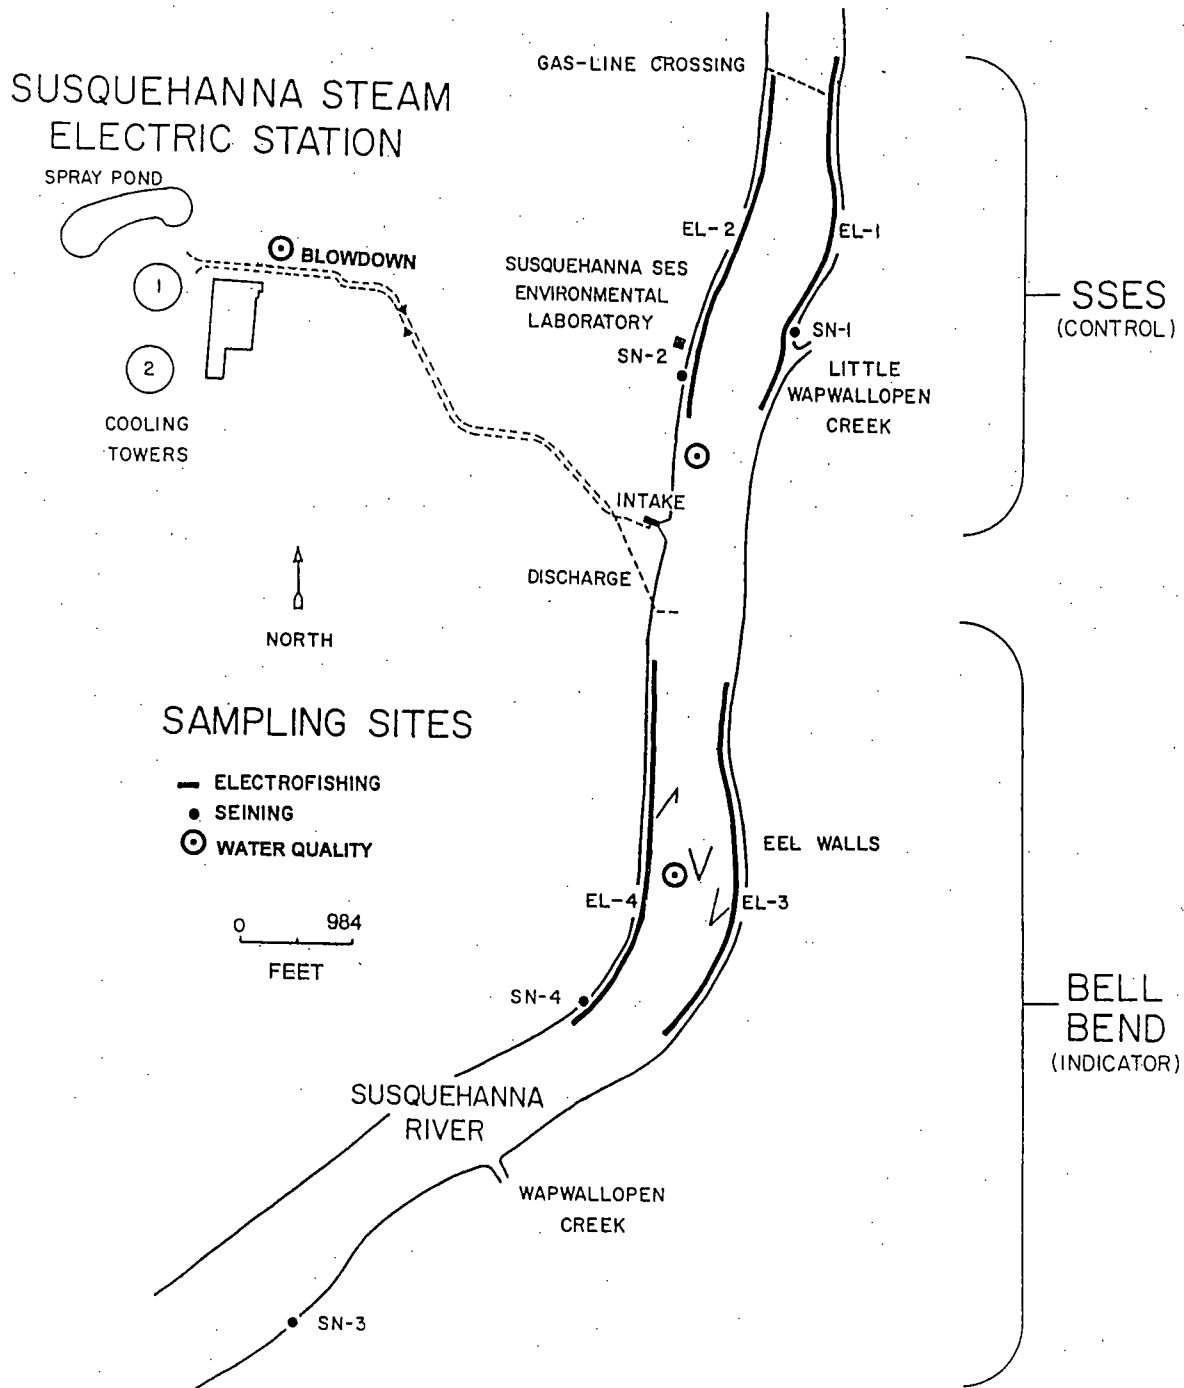 GAS-LINE CROSSING
SUSQUEHANNA STEAM
ELECTRIC STATION
SPRAY POND
EL-2
EL-1
BLOWDOWN
SUSQUEHANNA SES
ENVIRONMENTAL
LABORATORY
1
SSES
(CONTROL)
SN-1
SN-2
2
LITTLE
WAPWALLOPEN
CREEK
COOLING
TOWERS
INTAKE
DISCHARGE
NORTH
SAMPLING SITES
ELECTROFISHING
SEINING
WATER QUALITY
EEL WALLS
EL-4
EL-3
0 984
FEET
SN-4
BELL
BEND
(INDICATOR)
SUSQUEHANNA
RIVER
WAPWALLOPEN
CREEK
SN-3